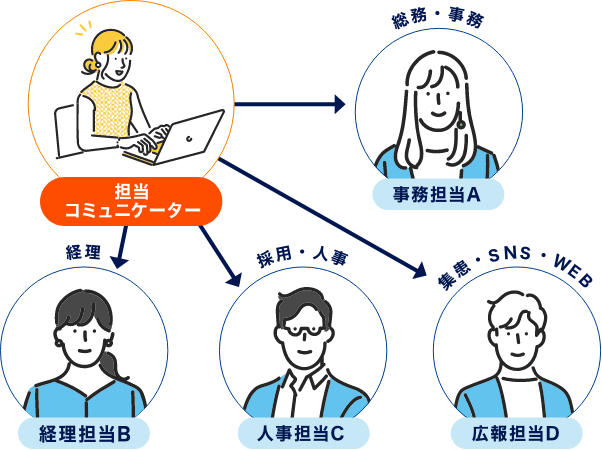 総務・事務
担当
コミュニケーター
事務担当A
経理
採用・人事
集患・SNS・WEB
経理担当B
人事担当C
広報担当D